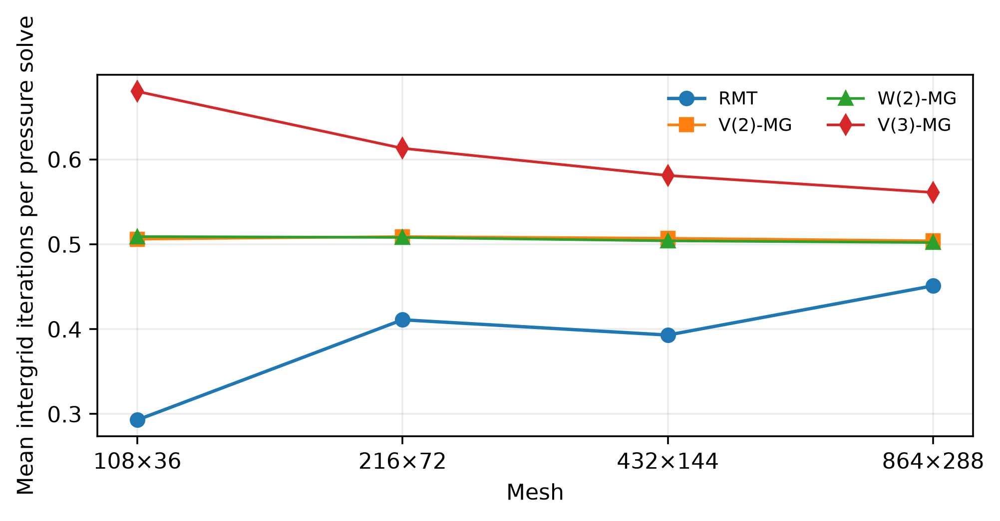 Mean intergrid iterations per pressure solve
RMT
V(2)-MG
W(2)-MG
V(3)-MG
0.6
0.5
0.4
0.3
108×36
216×72
432×144
864×288
Mesh